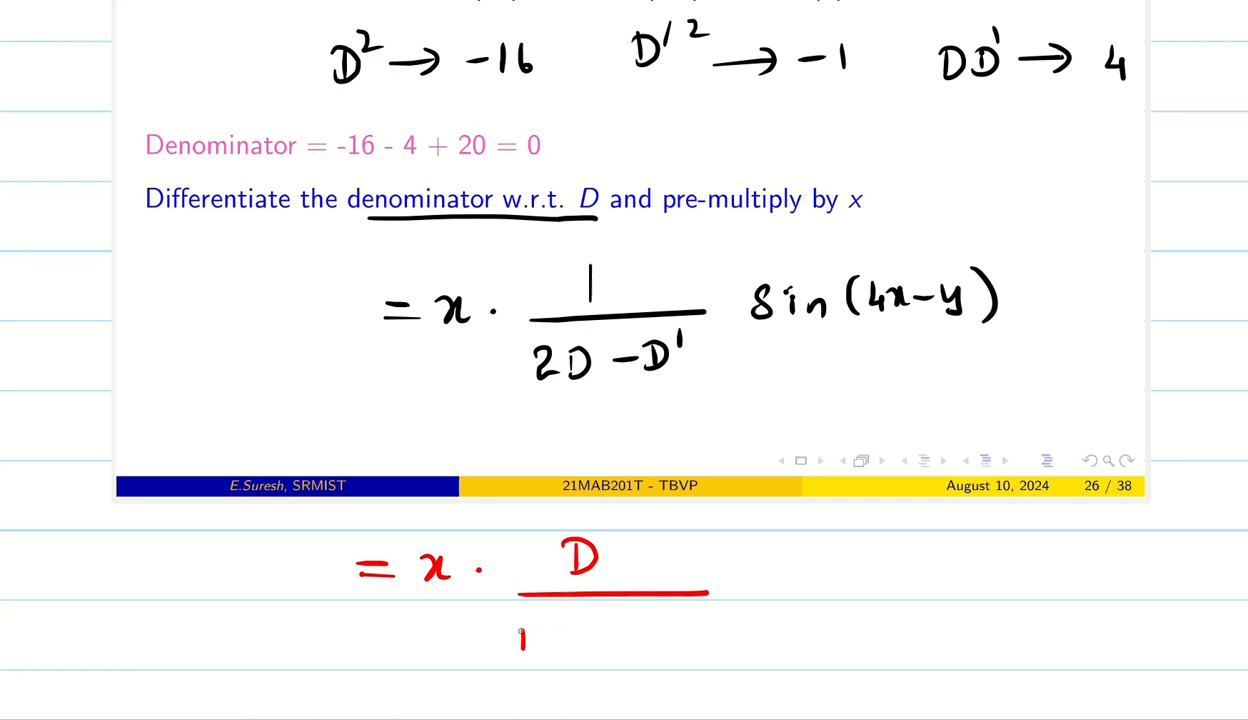 D² → -16 D'² → -1 DD' → 4
Denominator = -16 - 4 + 20 = 0
Differentiate the denominator w.r.t. D and pre-multiply by x
= x · 1 / (2D - D') Sin(4x-y)
E.Suresh, SRMIST 21MAB201T - TBVP August 10, 2024 26 / 38
= x · D